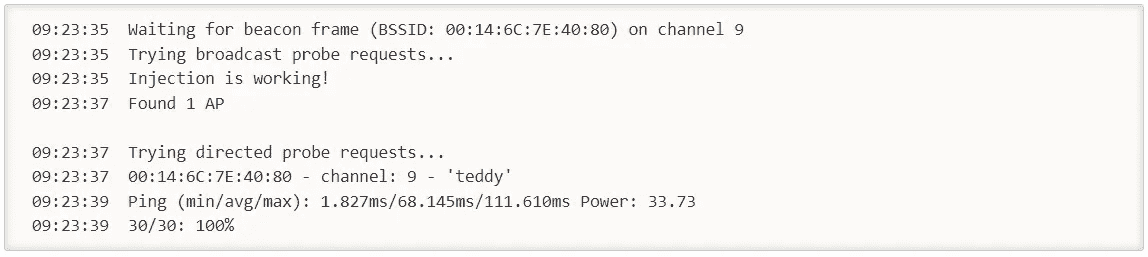 09:23:35  Waiting for beacon frame (BSSID: 00:14:6C:7E:40:80) on channel 9
09:23:35  Trying broadcast probe requests...
09:23:35  Injection is working!
09:23:37  Found 1 AP

09:23:37  Trying directed probe requests...
09:23:37  00:14:6C:7E:40:80 - channel: 9 - 'teddy'
09:23:39  Ping (min/avg/max): 1.827ms/68.145ms/111.610ms Power: 33.73
09:23:39  30/30: 100%